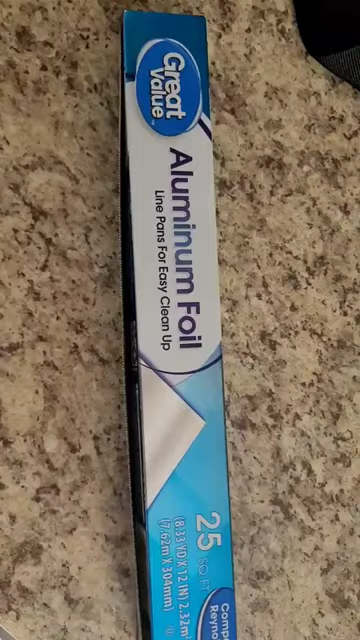 Great
Value
Aluminum Foil
Line Pans For Easy Clean Up
25 SQ FT
(8.33 YD X 12 IN) 2.32m²
(7.62m X 304mm)